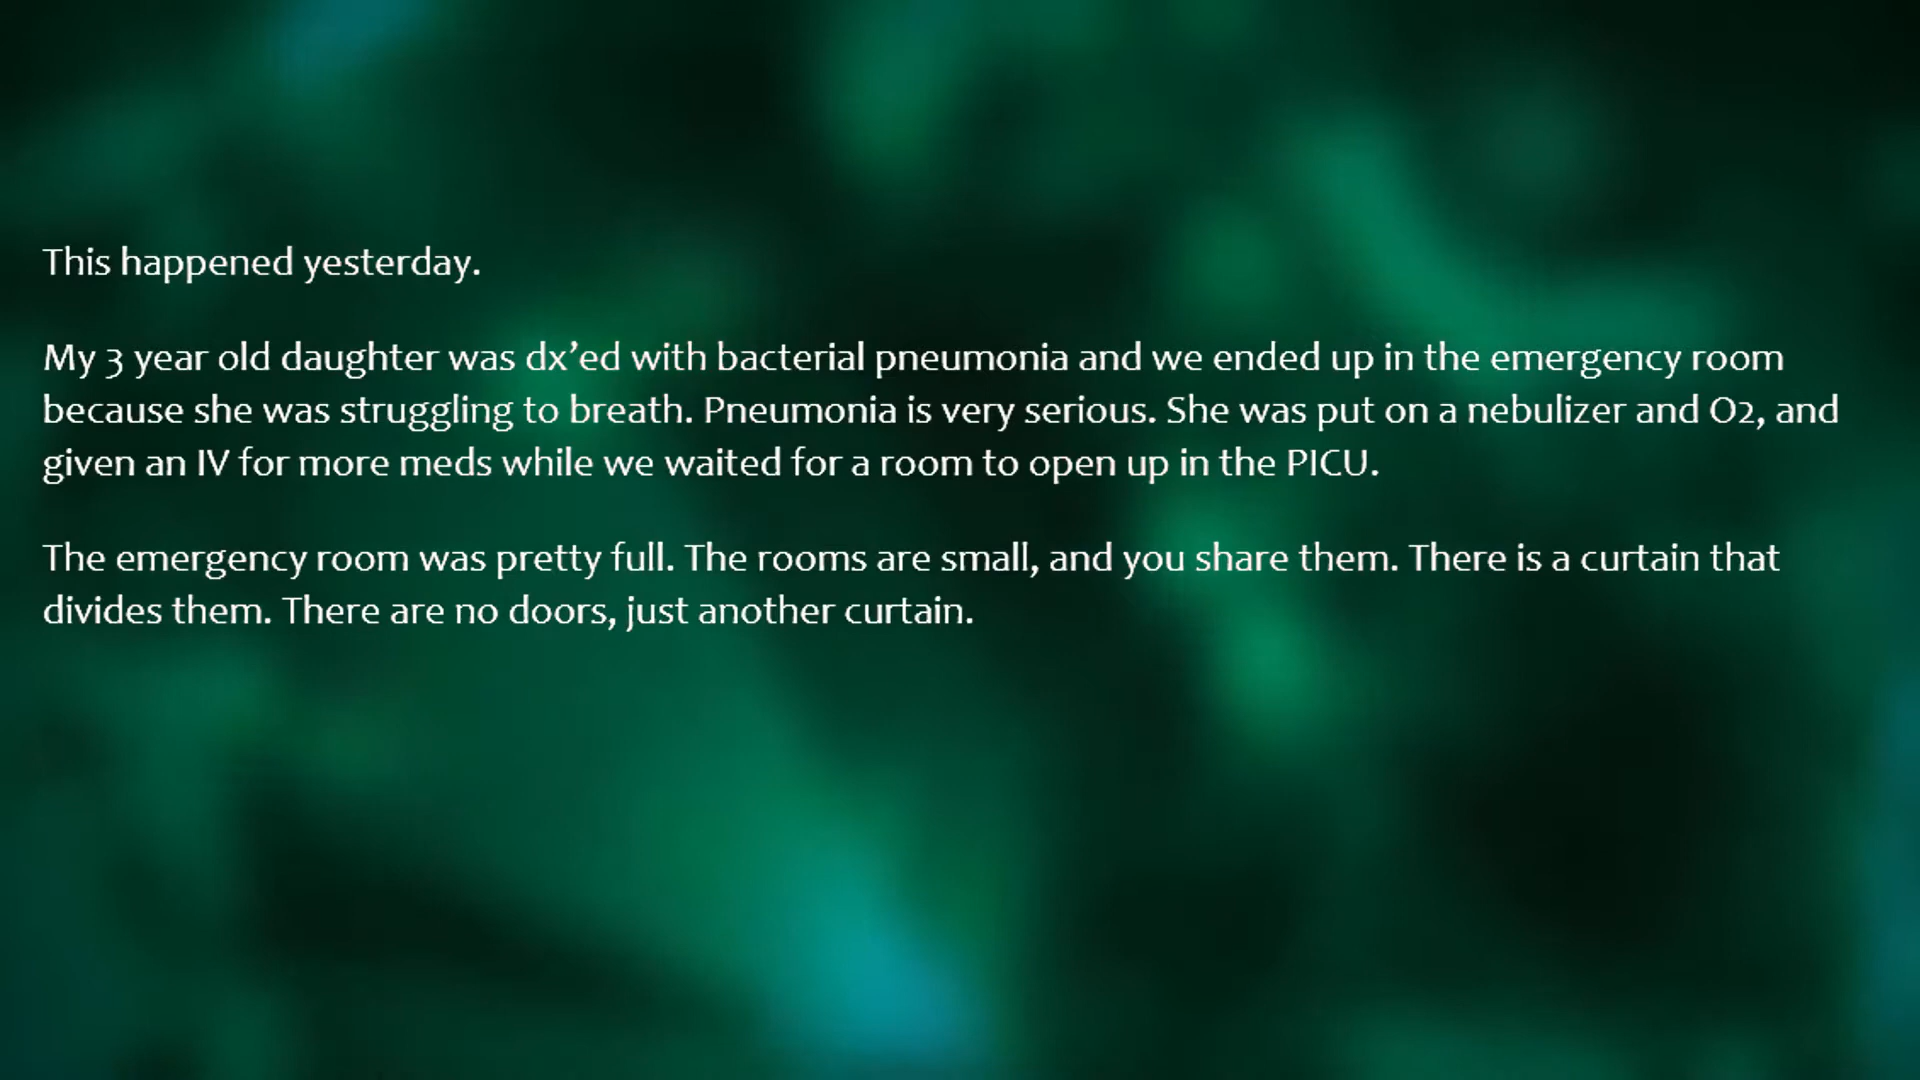 This happened yesterday.
My 3 year old daughter was dx’ed with bacterial pneumonia and we ended up in the emergency room
because she was struggling to breath. Pneumonia is very serious. She was put on a nebulizer and O2, and
given an IV for more meds while we waited for a room to open up in the PICU.
The emergency room was pretty full. The rooms are small, and you share them. There is a curtain that
divides them. There are no doors, just another curtain.